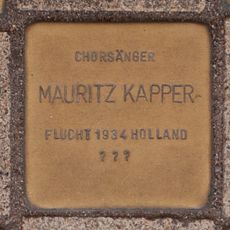 CHORSÄNGER
MAURITZ KAPPER-
FLUCHT 1934 HOLLAND
???